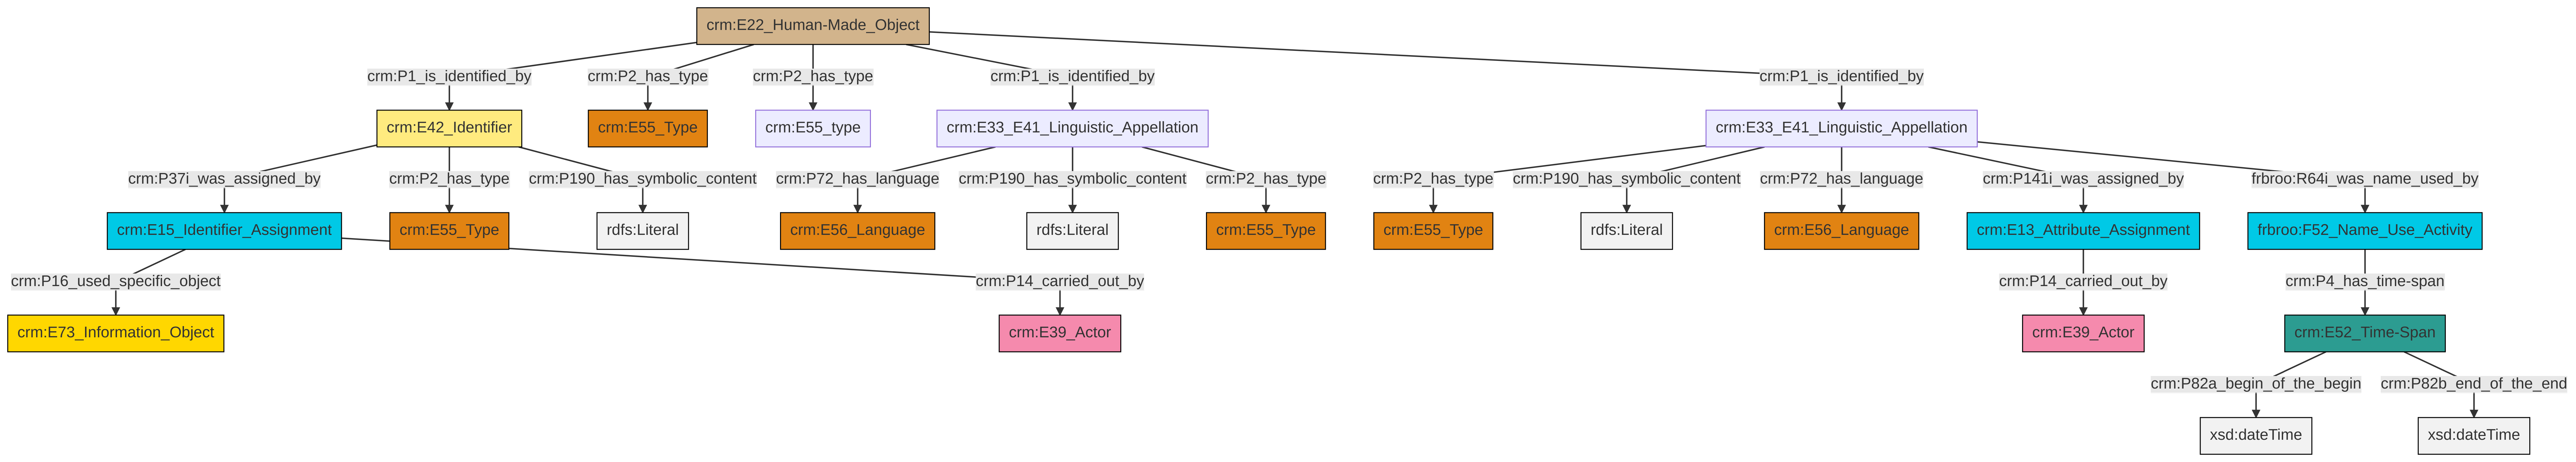 crm:E22_Human-Made_Object
crm:P1_is_identified_by
crm:P2_has_type
crm:P2_has_type
crm:P1_is_identified_by
crm:P1_is_identified_by
crm:E42_Identifier
crm:E55_Type
crm:E55_type
crm:E33_E41_Linguistic_Appellation
crm:E33_E41_Linguistic_Appellation
crm:P37i_was_assigned_by
crm:P2_has_type
crm:P190_has_symbolic_content
crm:P72_has_language
crm:P190_has_symbolic_content
crm:P2_has_type
crm:P2_has_type
crm:P190_has_symbolic_content
crm:P72_has_language
crm:P141i_was_assigned_by
frbroo:R64i_was_name_used_by
crm:E15_Identifier_Assignment
crm:E55_Type
rdfs:Literal
crm:E56_Language
rdfs:Literal
crm:E55_Type
crm:E55_Type
rdfs:Literal
crm:E56_Language
crm:E13_Attribute_Assignment
frbroo:F52_Name_Use_Activity
crm:P16_used_specific_object
crm:P14_carried_out_by
crm:P14_carried_out_by
crm:P4_has_time-span
crm:E73_Information_Object
crm:E39_Actor
crm:E39_Actor
crm:E52_Time-Span
crm:P82a_begin_of_the_begin
crm:P82b_end_of_the_end
xsd:dateTime
xsd:dateTime